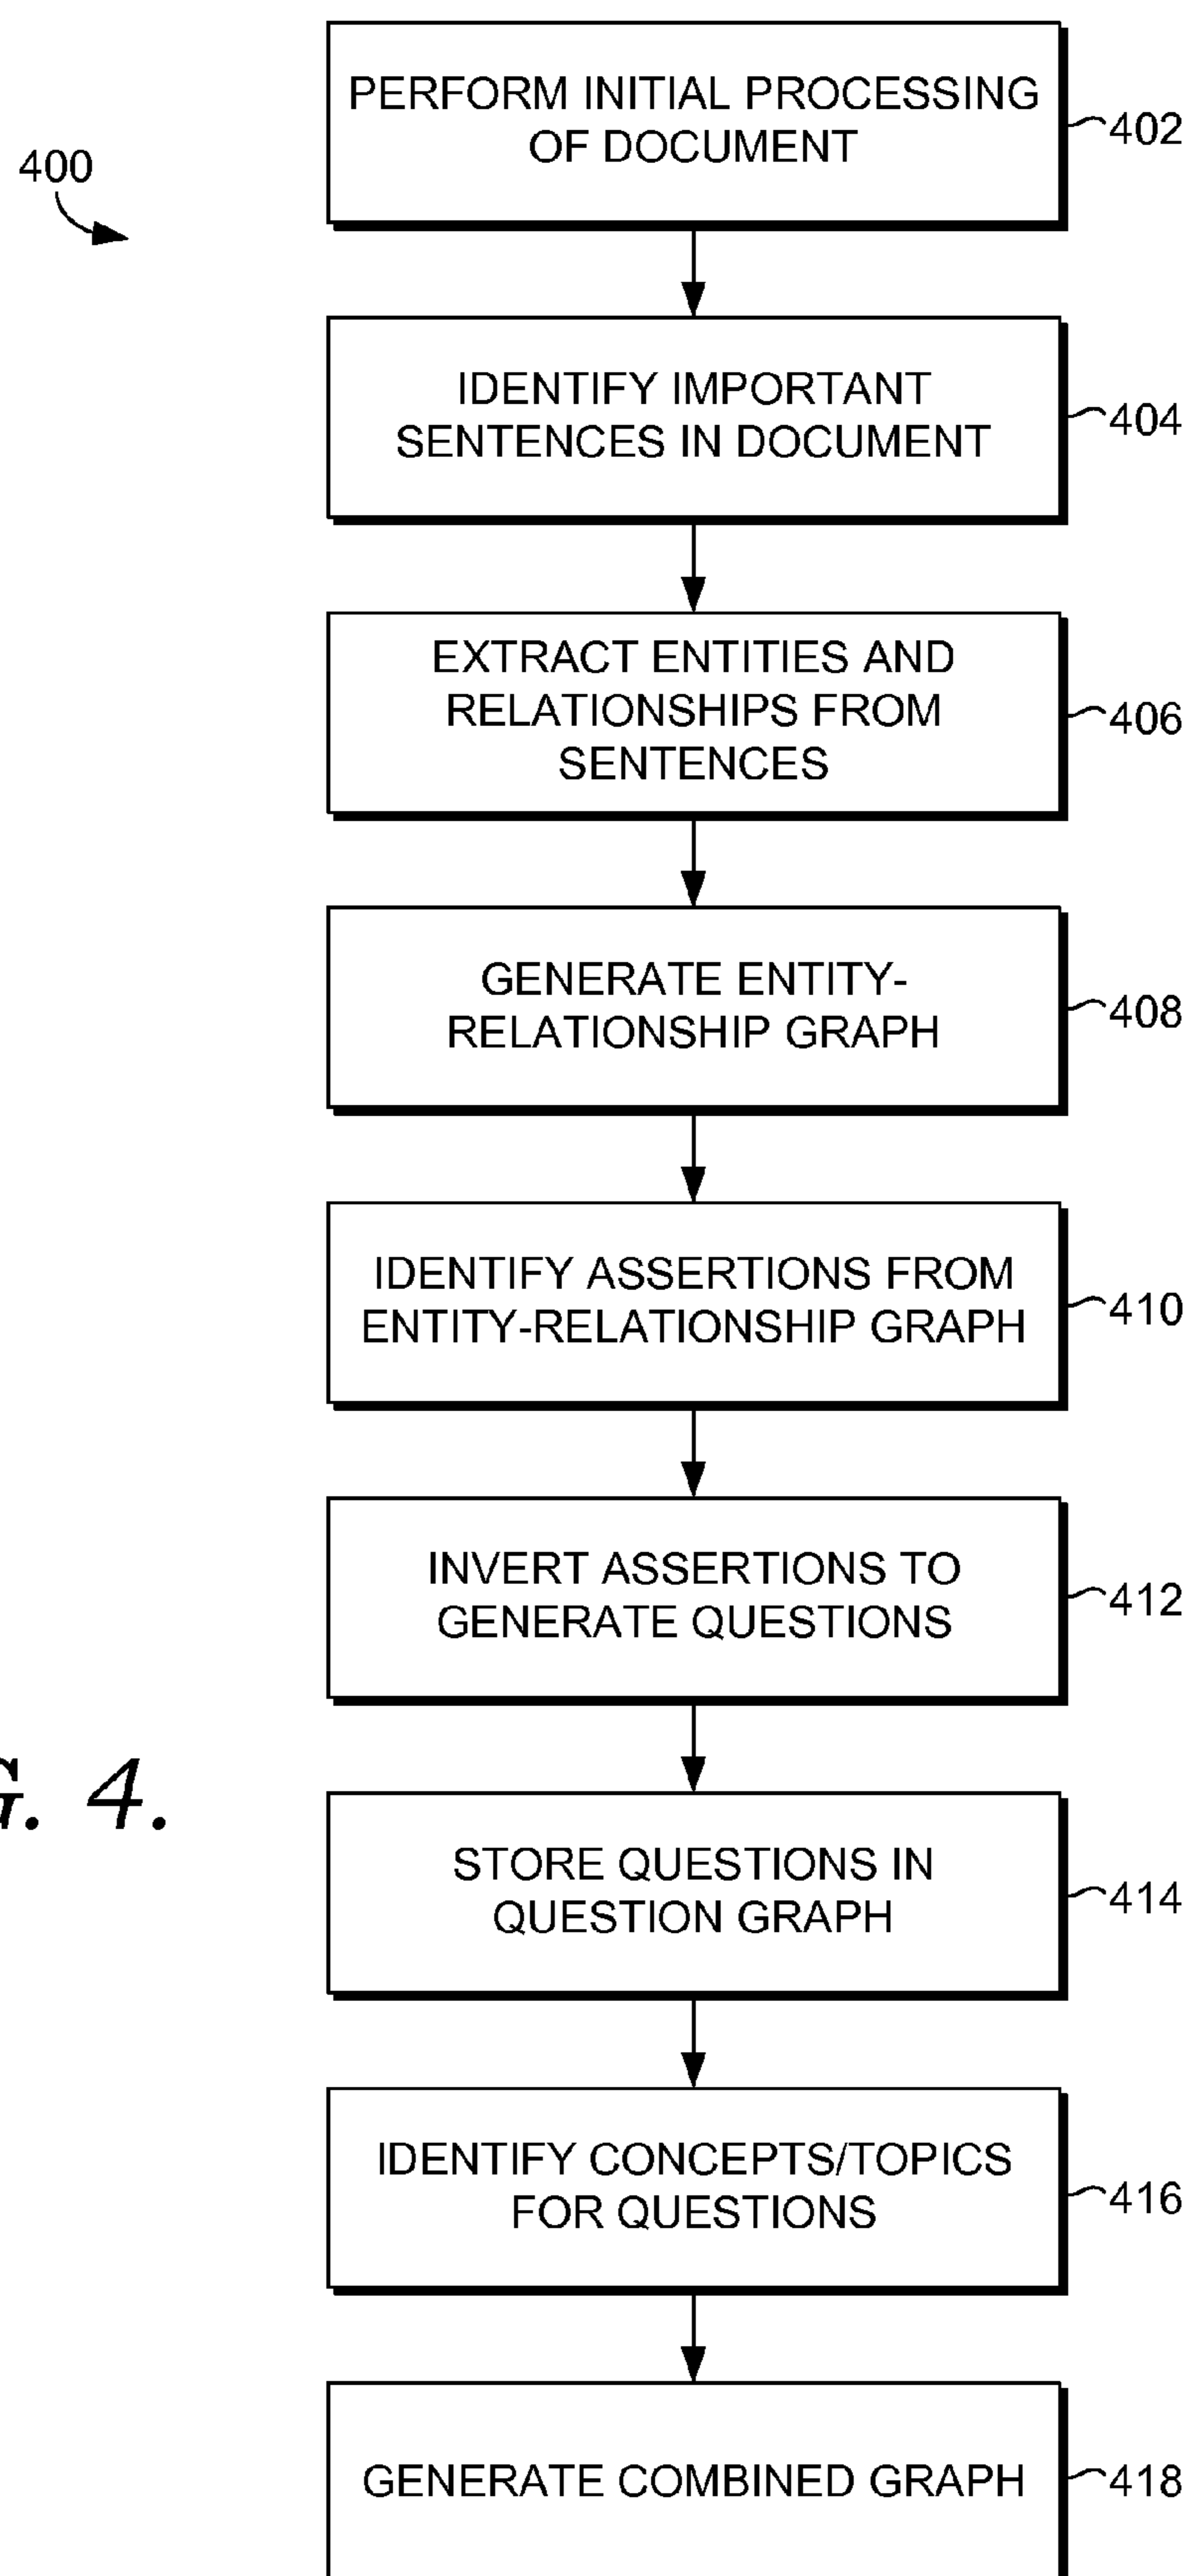 400
PERFORM INITIAL PROCESSING
OF DOCUMENT
402
IDENTIFY IMPORTANT
SENTENCES IN DOCUMENT
404
EXTRACT ENTITIES AND
RELATIONSHIPS FROM
SENTENCES
406
GENERATE ENTITY-
RELATIONSHIP GRAPH
408
IDENTIFY ASSERTIONS FROM
ENTITY-RELATIONSHIP GRAPH
410
INVERT ASSERTIONS TO
GENERATE QUESTIONS
412
G. 4.
STORE QUESTIONS IN
QUESTION GRAPH
414
IDENTIFY CONCEPTS/TOPICS
FOR QUESTIONS
416
GENERATE COMBINED GRAPH
418